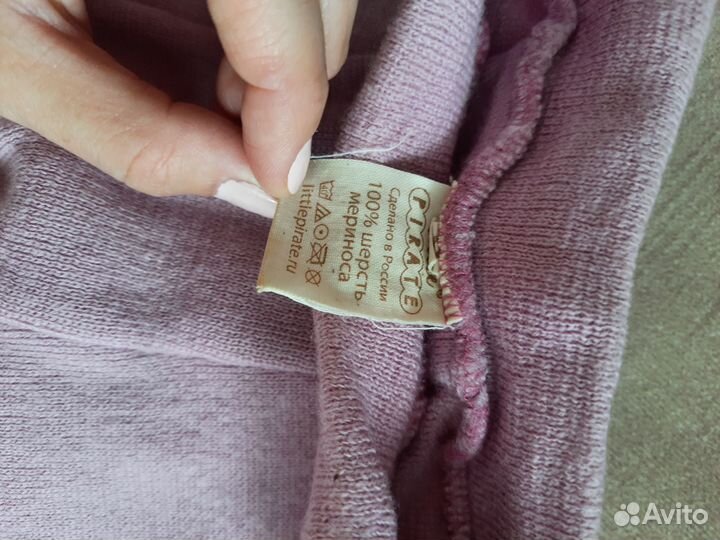 PIRATE
Сделано в России
100% шерсть
мериноса
littlepirate.ru
Avito